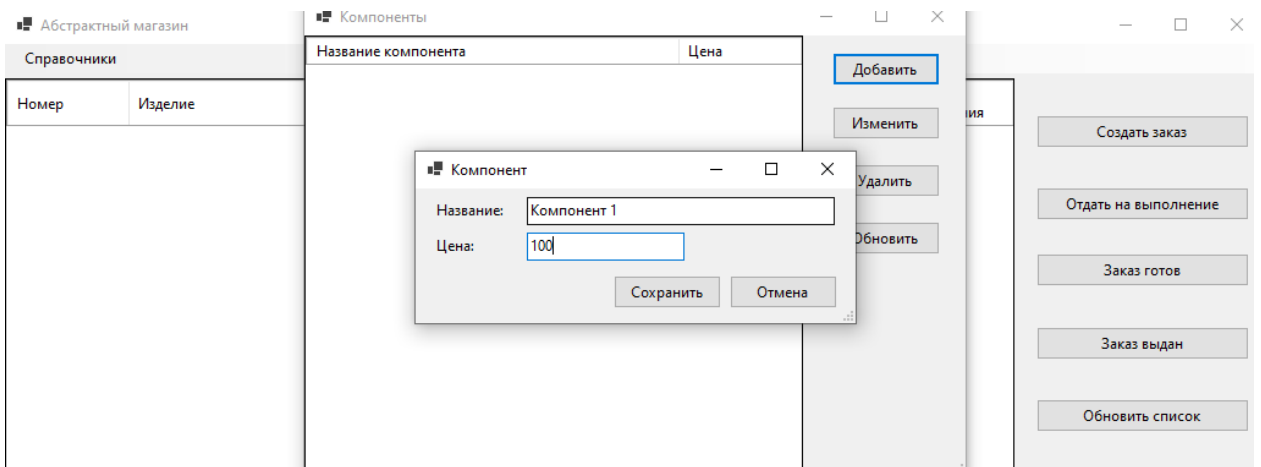 Абстрактный магазин
Справочники
Номер Изделие
Компоненты
Название компонента Цена
Добавить
Изменить
Удалить
Обновить
Компонент
Название: Компонент 1
Цена: 100
Сохранить Отмена
ия
Создать заказ
Отдать на выполнение
Заказ готов
Заказ выдан
Обновить список